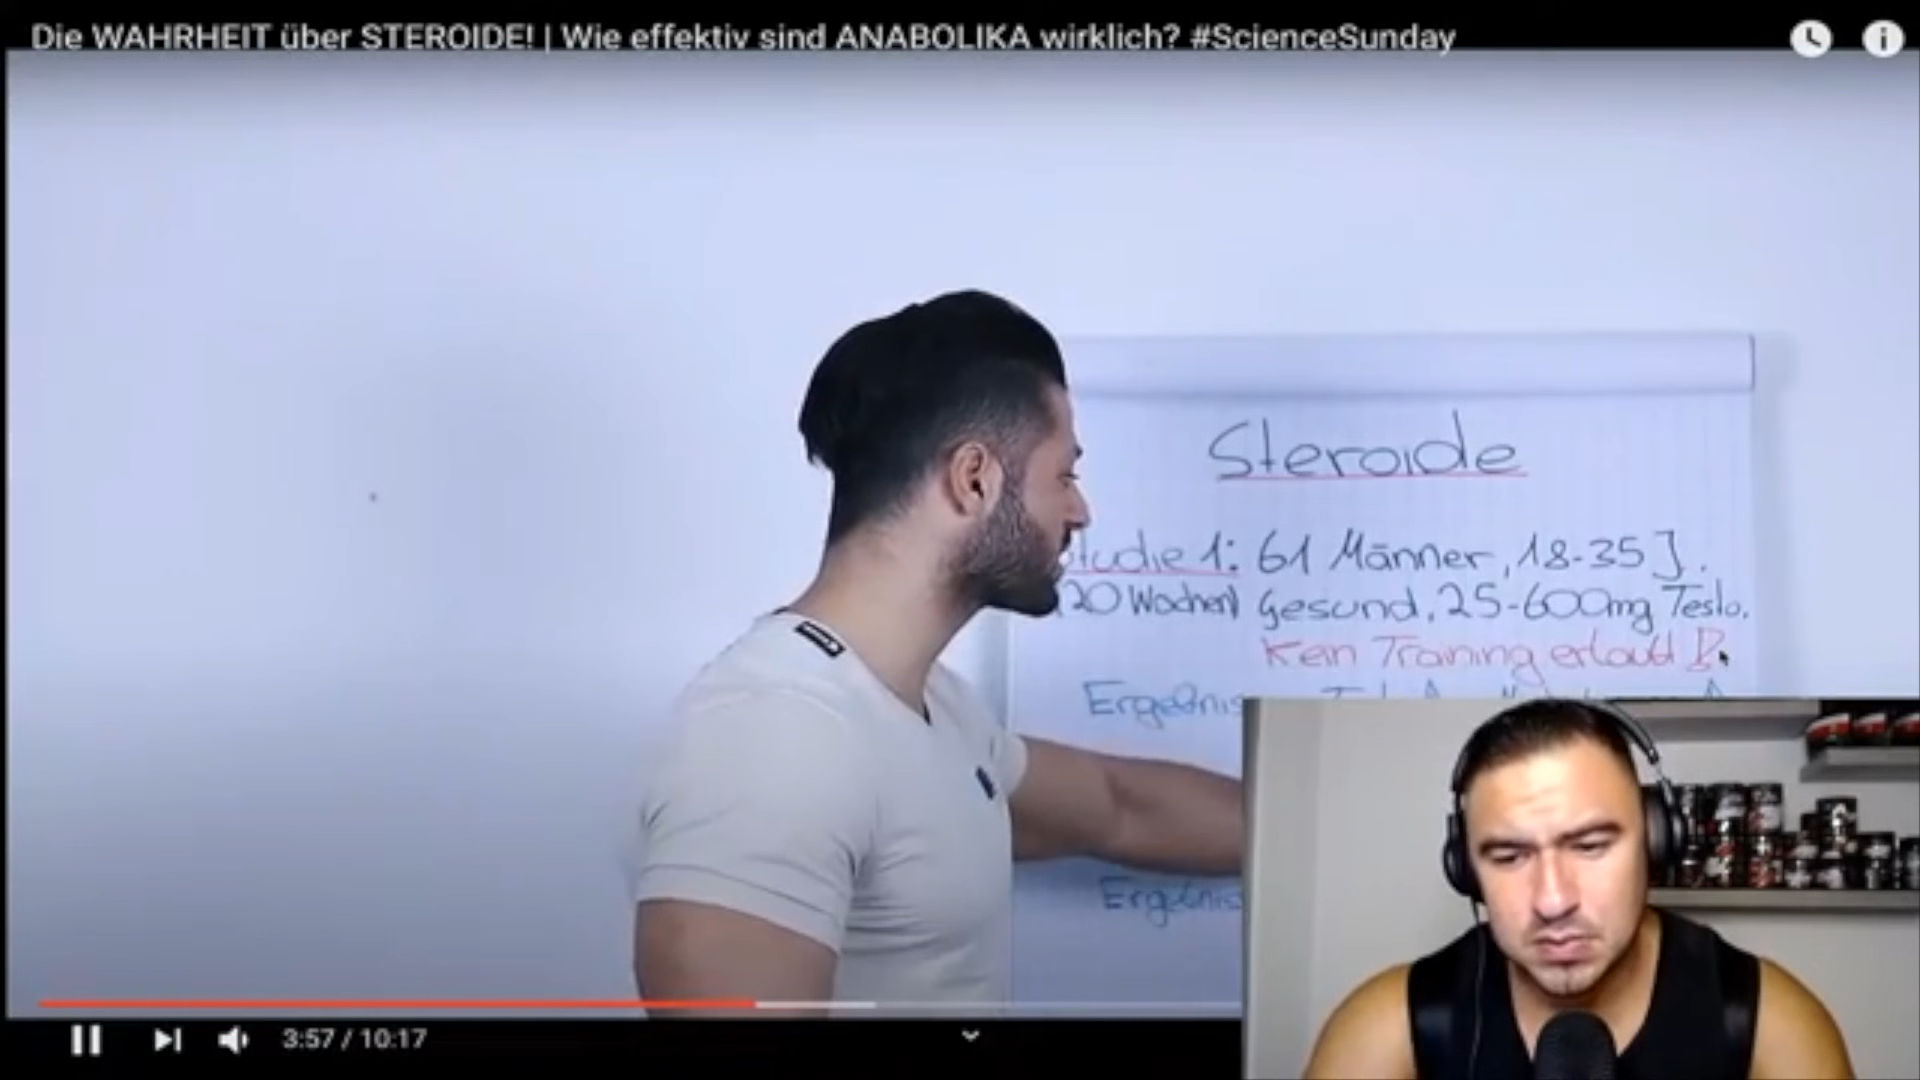 Die WAHRHEIT über STEROIDE! | Wie effektiv sind ANABOLIKA wirklich? #ScienceSunday
Steroide
tudie 1: 61 Männer, 18-35 J.
20 Wochen) Gesund, 25-600mg Testo.
Kein Training erlaubt !
Ergebnis
Ergebnis
3:57 / 10:17